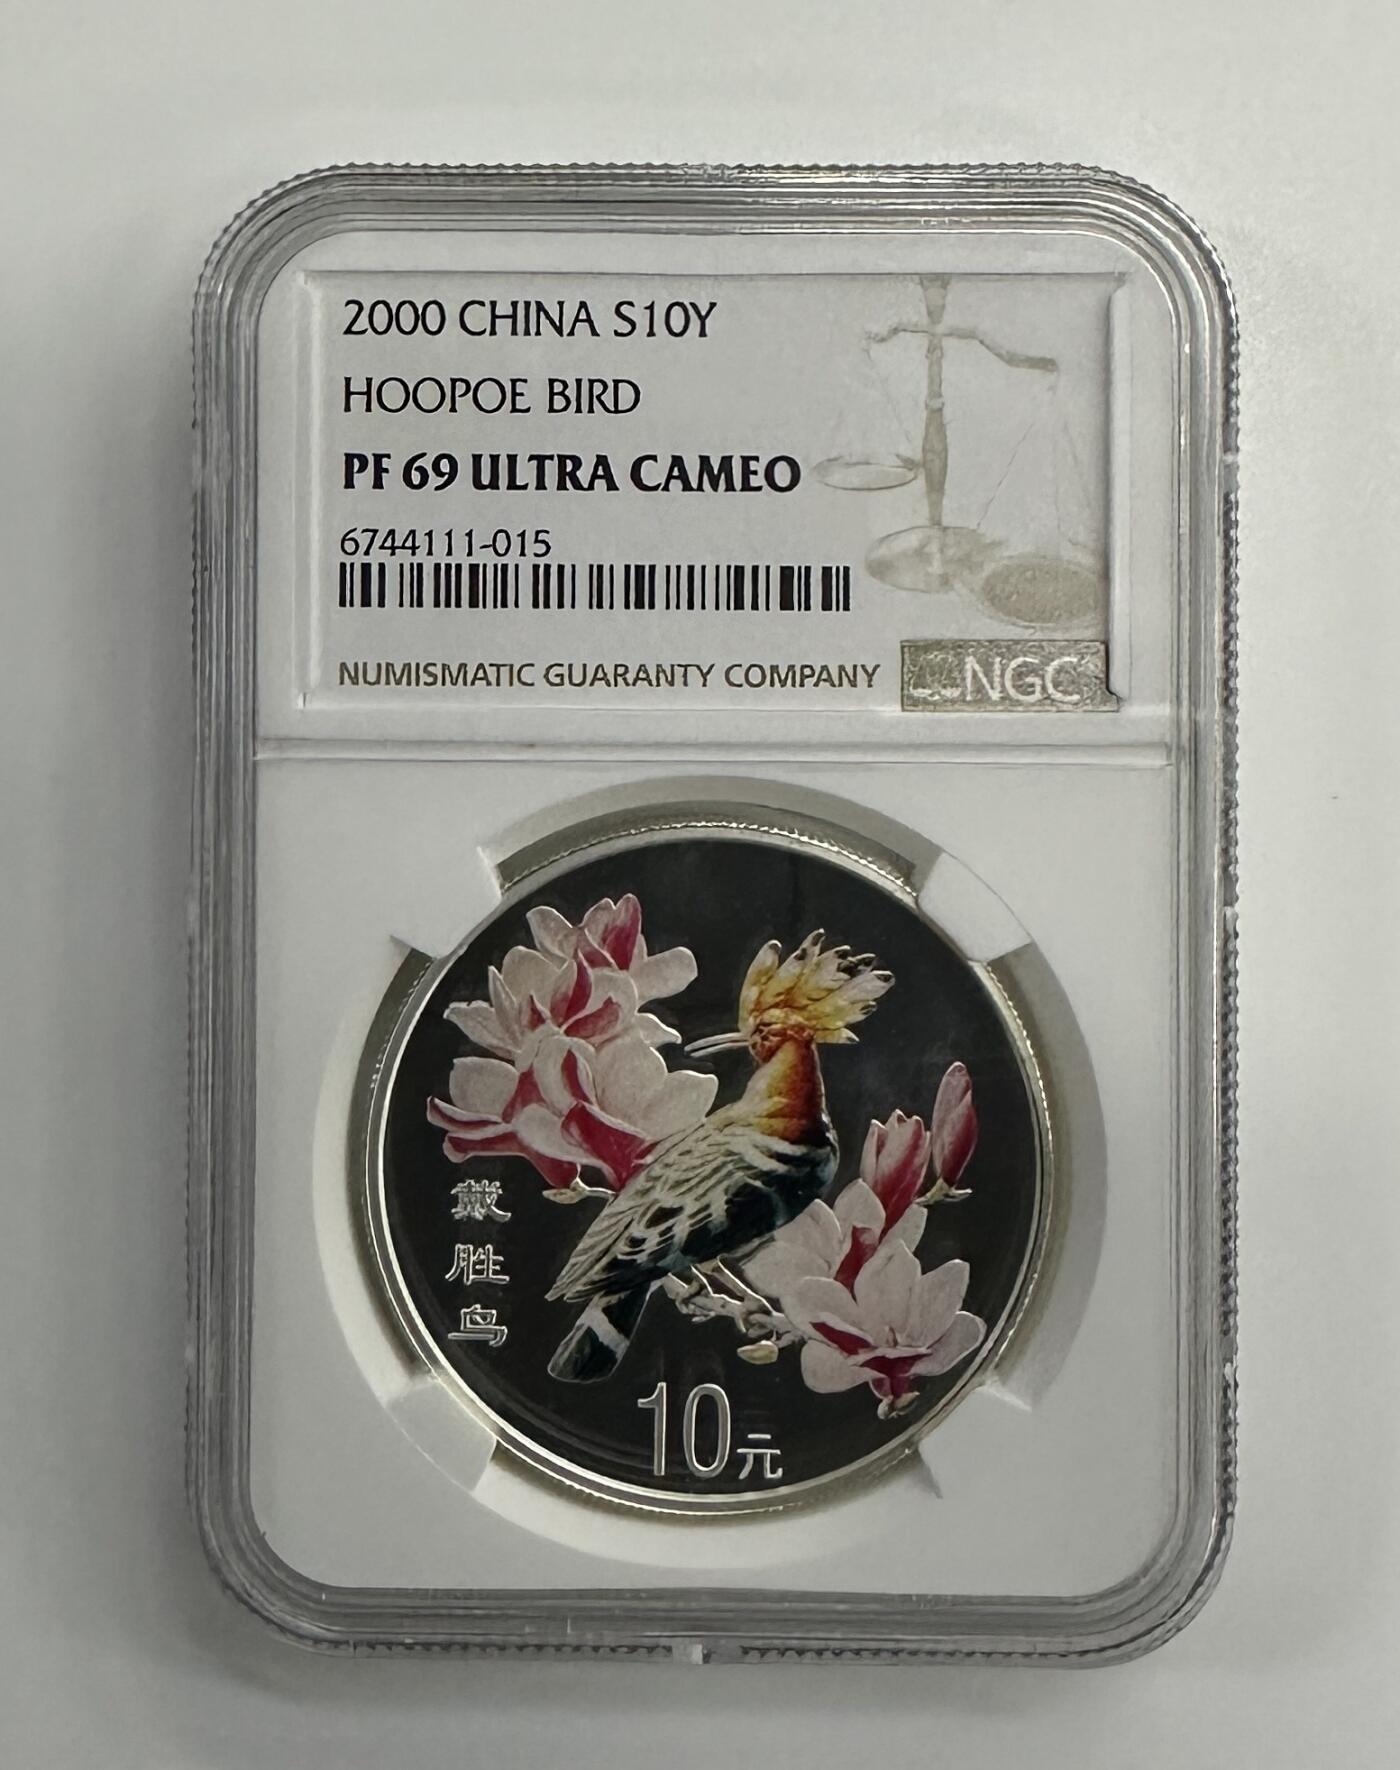 2000 CHINA S10Y
HOOPOE BIRD
PF 69 ULTRA CAMEO
6744111-015
NUMISMATIC GUARANTY COMPANY
NGC
戴
胜
鸟
10元